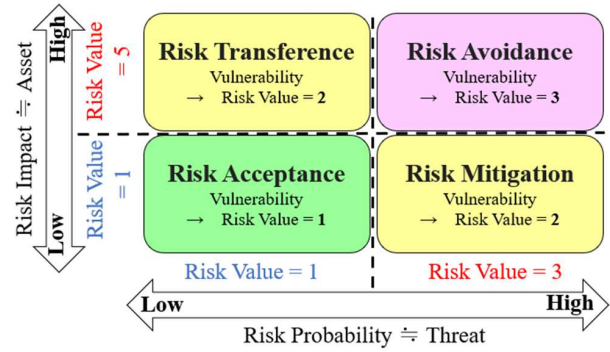 Risk Impact ≒ Asset
High
Low
Risk Value
= 5
Risk Value
= 1
Risk Transference
Vulnerability
→ Risk Value = 2
Risk Avoidance
Vulnerability
→ Risk Value = 3
Risk Acceptance
Vulnerability
→ Risk Value = 1
Risk Mitigation
Vulnerability
→ Risk Value = 2
Risk Value = 1
Risk Value = 3
Low
High
Risk Probability ≒ Threat